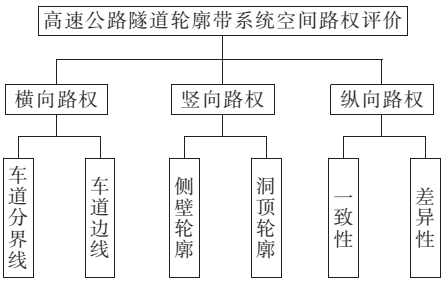 高速公路隧道轮廓带系统空间路权评价
横向路权
竖向路权
纵向路权
车道分界线
车道边线
侧壁轮廓
洞顶轮廓
一致性
差异性